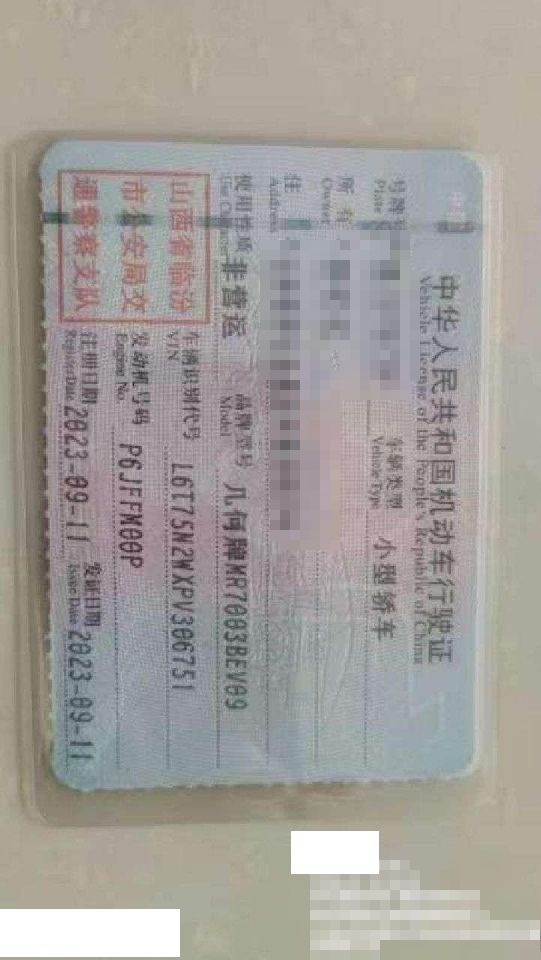 中华人民共和国机动车行驶证
Vehicle License of the People's Republic of China
号牌号
Plate
车辆类型
Vehicle Type
小型轿车
所有
Owner
住
Address
使用性质
非营运
品牌型号
Model
几何牌MR7003BEV09
车辆识别代号
VIN
L6T75N2WXPV306751
发动机号码
Engine No.
P6JFFM00P
注册日期
Register Date
2023-09-11
发证日期
Issue Date
2023-09-11
山西省临汾
市公安局交
通警察支队